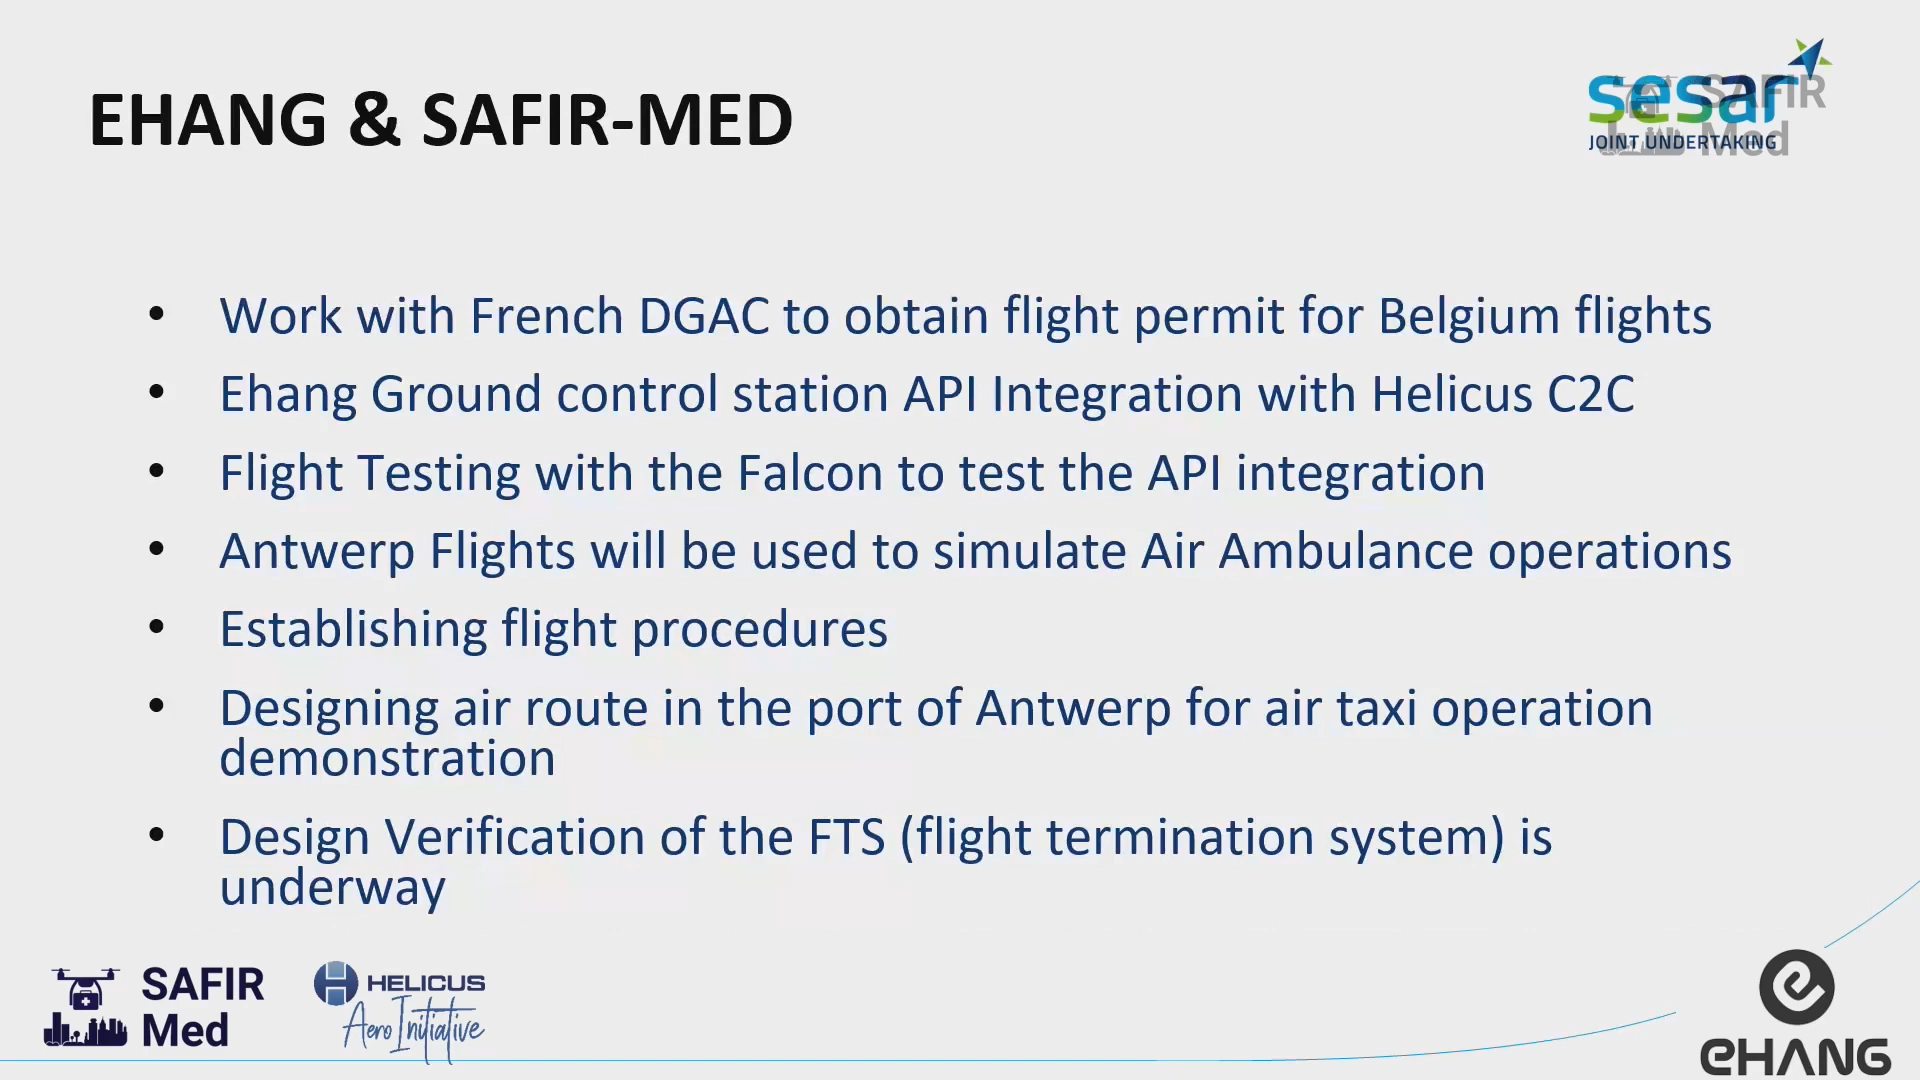 EHANG & SAFIR-MED
sesar
JOINT UNDERTAKING
SAFIR
Med
• Work with French DGAC to obtain flight permit for Belgium flights
• Ehang Ground control station API Integration with Helicus C2C
• Flight Testing with the Falcon to test the API integration
• Antwerp Flights will be used to simulate Air Ambulance operations
• Establishing flight procedures
• Designing air route in the port of Antwerp for air taxi operation
demonstration
• Design Verification of the FTS (flight termination system) is
underway
SAFIR
Med
HELICUS
Aero Initiative
EHANG